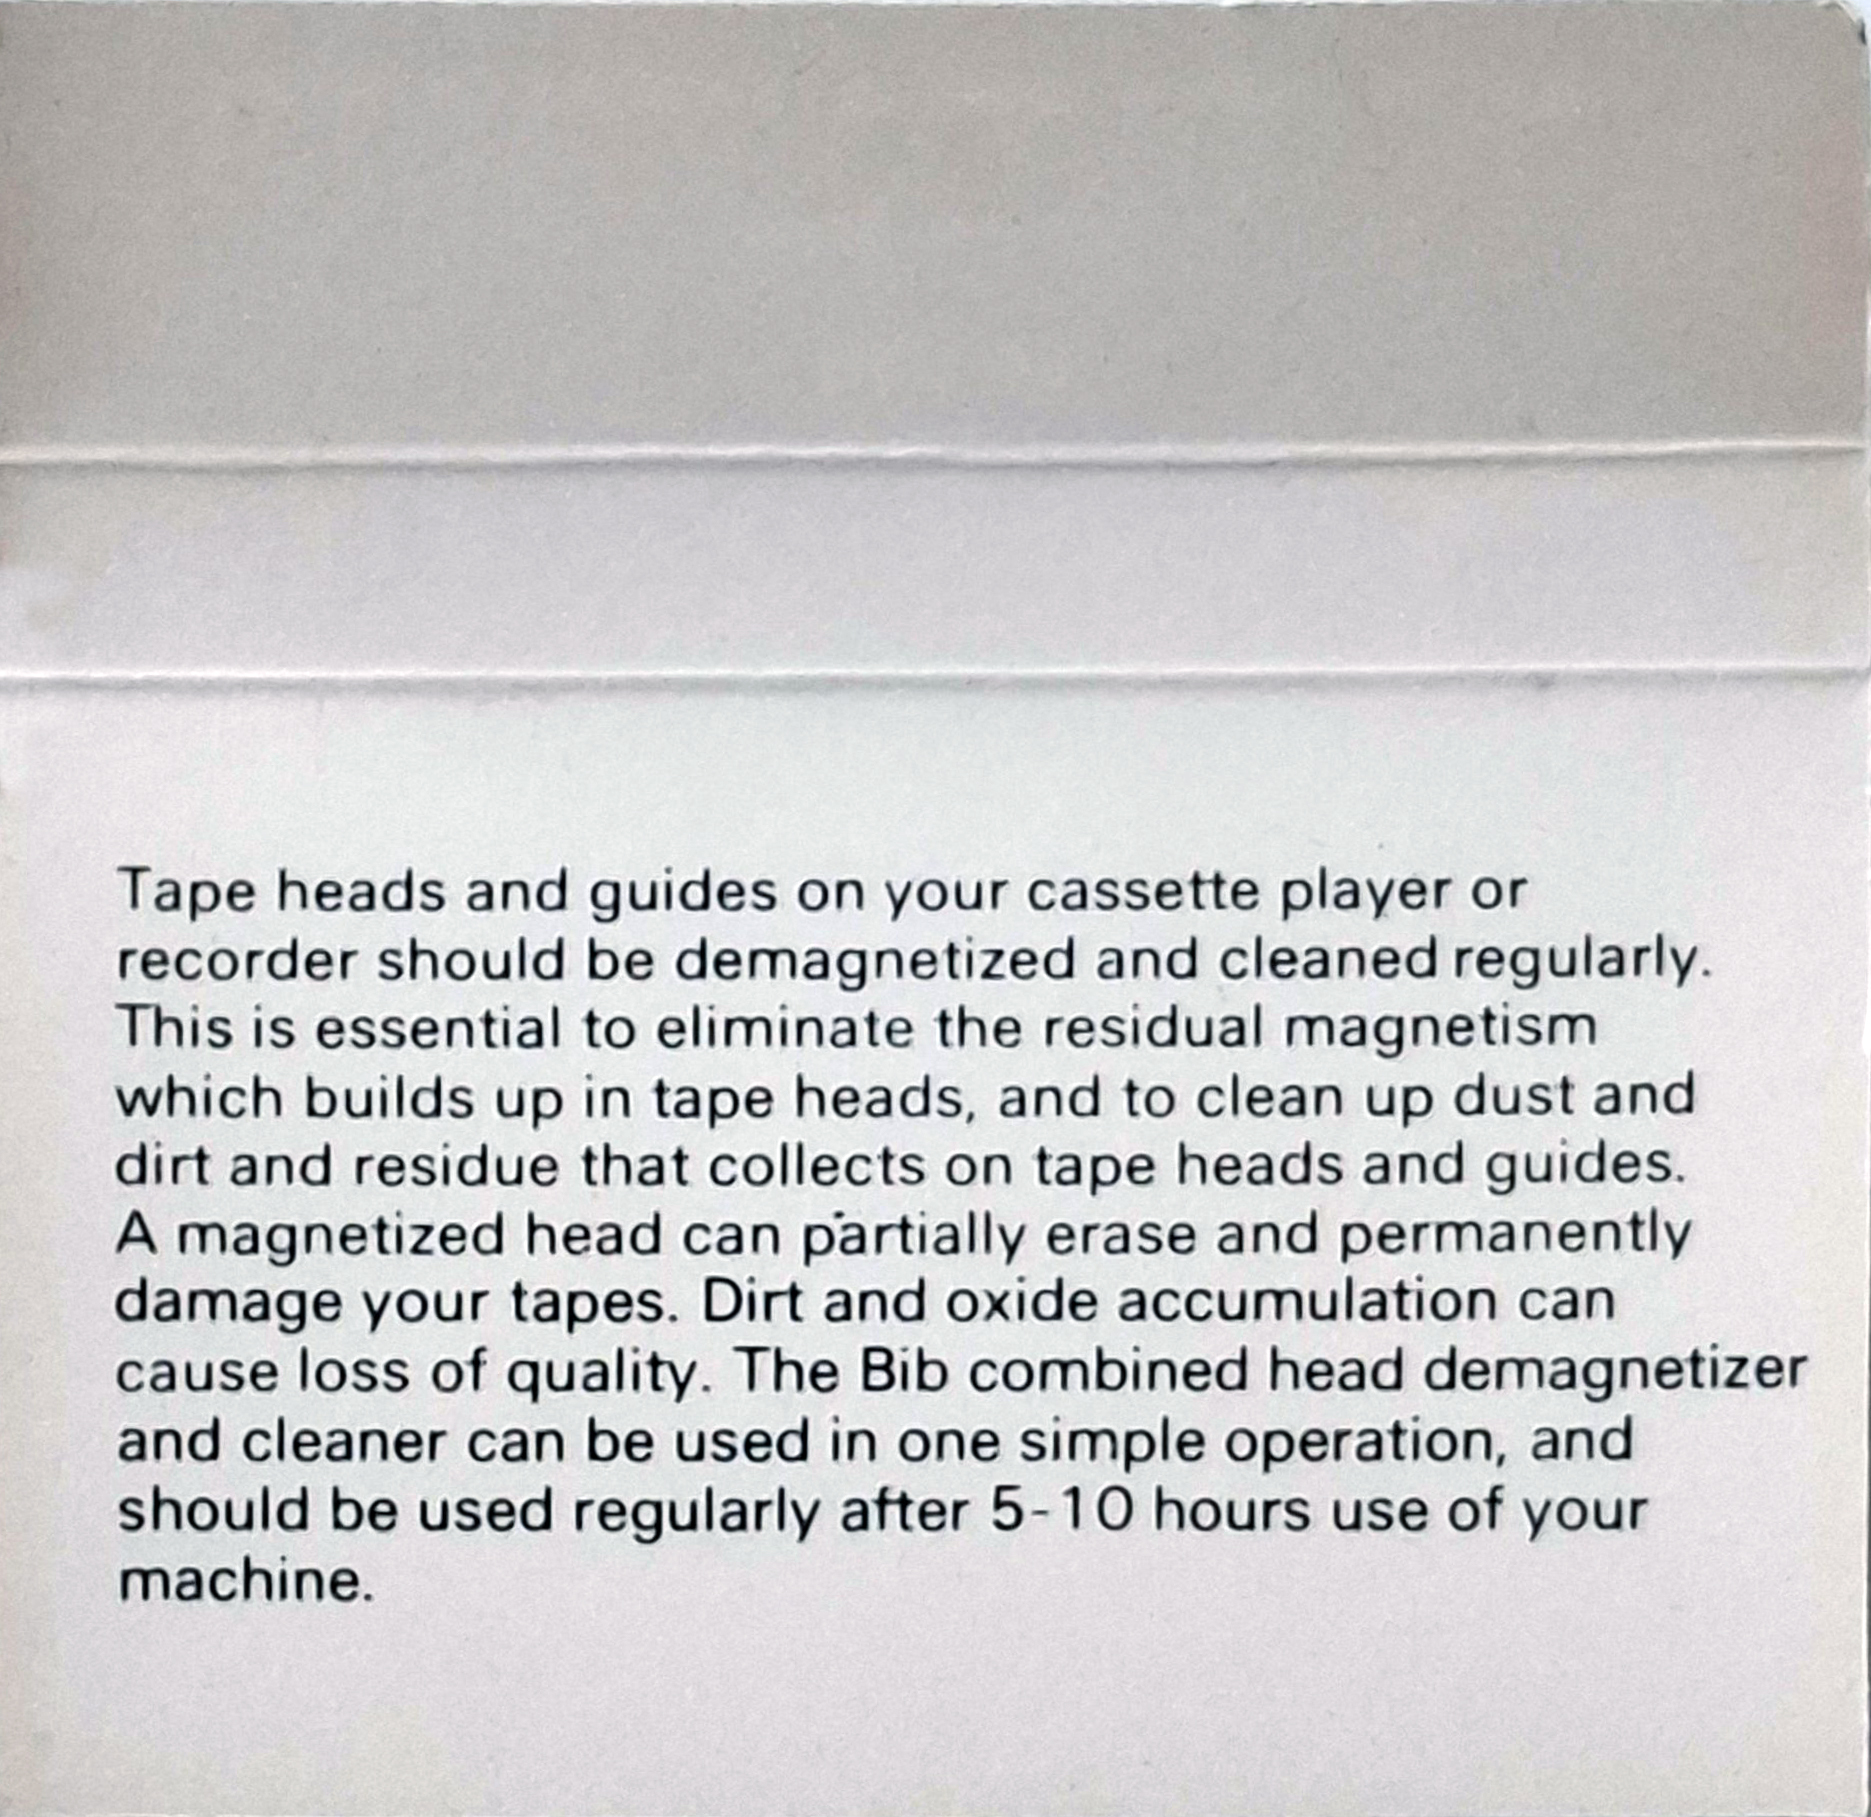 Tape heads and guides on your cassette player or
recorder should be demagnetized and cleaned regularly.
This is essential to eliminate the residual magnetism
which builds up in tape heads, and to clean up dust and
dirt and residue that collects on tape heads and guides.
A magnetized head can partially erase and permanently
damage your tapes. Dirt and oxide accumulation can
cause loss of quality. The Bib combined head demagnetizer
and cleaner can be used in one simple operation, and
should be used regularly after 5-10 hours use of your
machine.